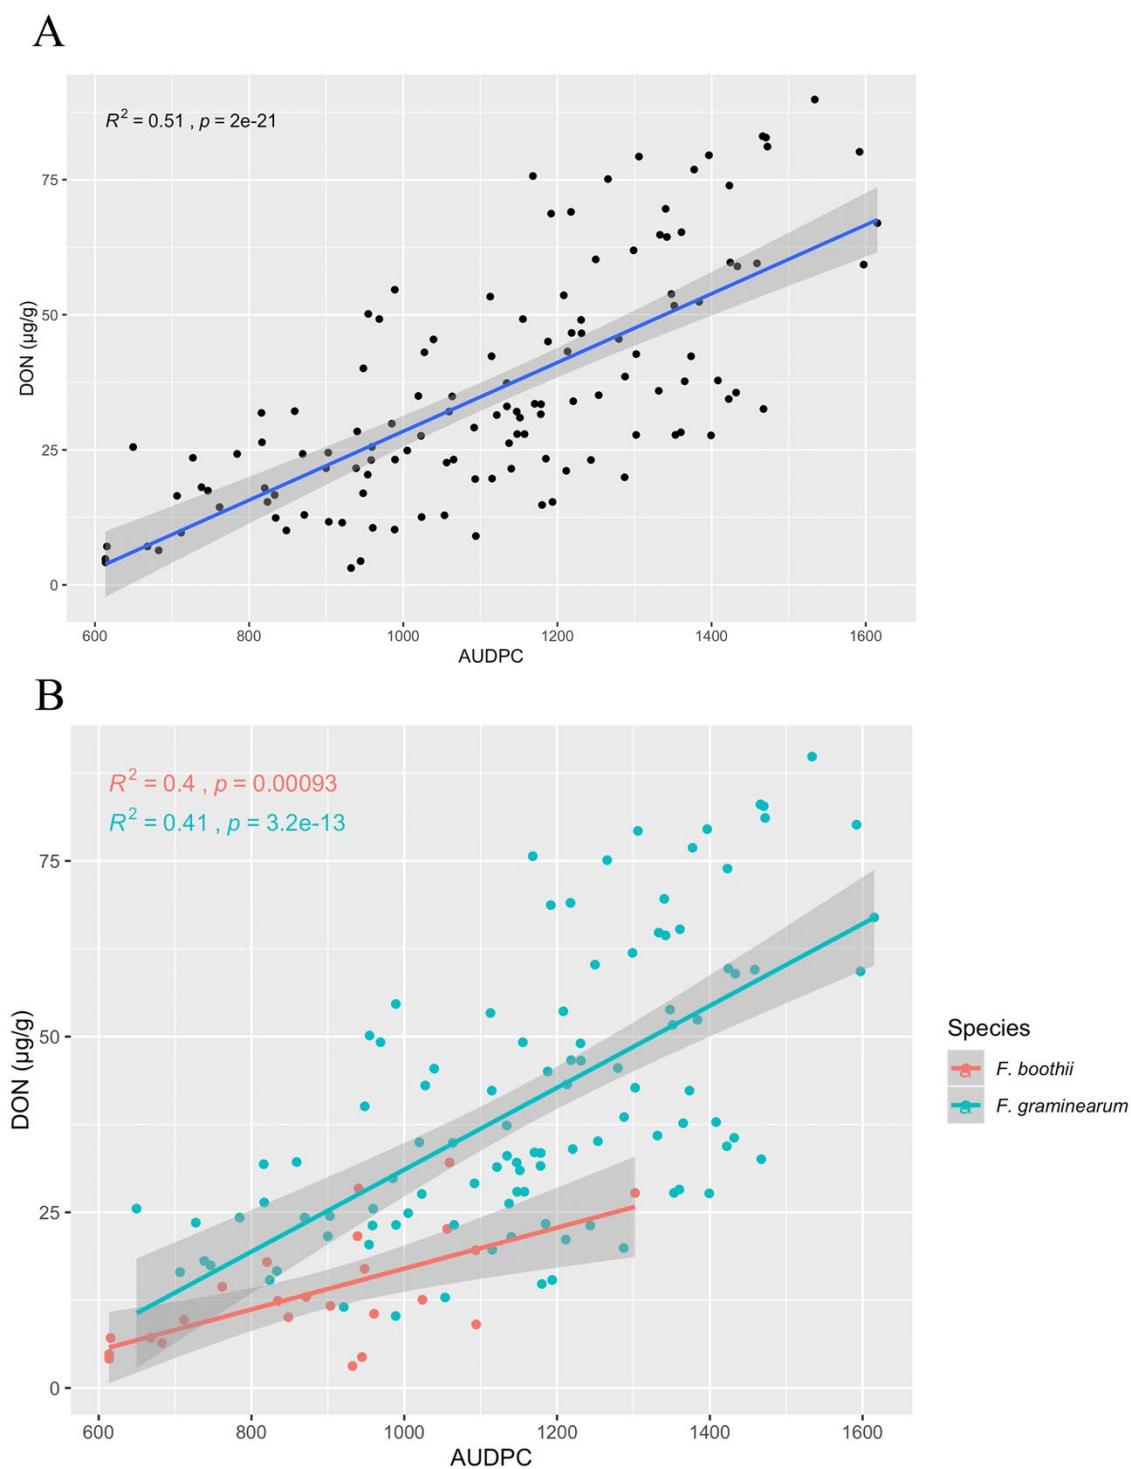 A
R² = 0.51 , p = 2e-21
75
50
25
0
DON (µg/g)
600 800 1000 1200 1400 1600
AUDPC
B
R² = 0.4 , p = 0.00093
R² = 0.41 , p = 3.2e-13
75
50
25
0
DON (µg/g)
600 800 1000 1200 1400 1600
AUDPC
Species
F. boothii
F. graminearum